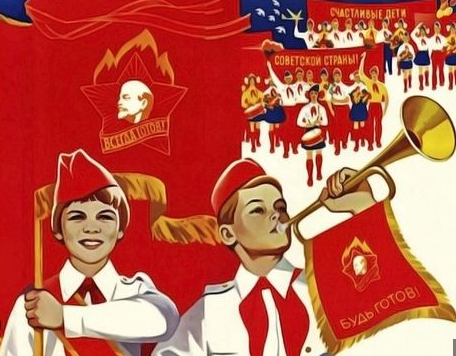 СЧАСТЛИВЫЕ ДЕТИ
СОВЕТСКОЙ СТРАНЫ!
ВСЕГДА ГОТОВ!
БУДЬ ГОТОВ!